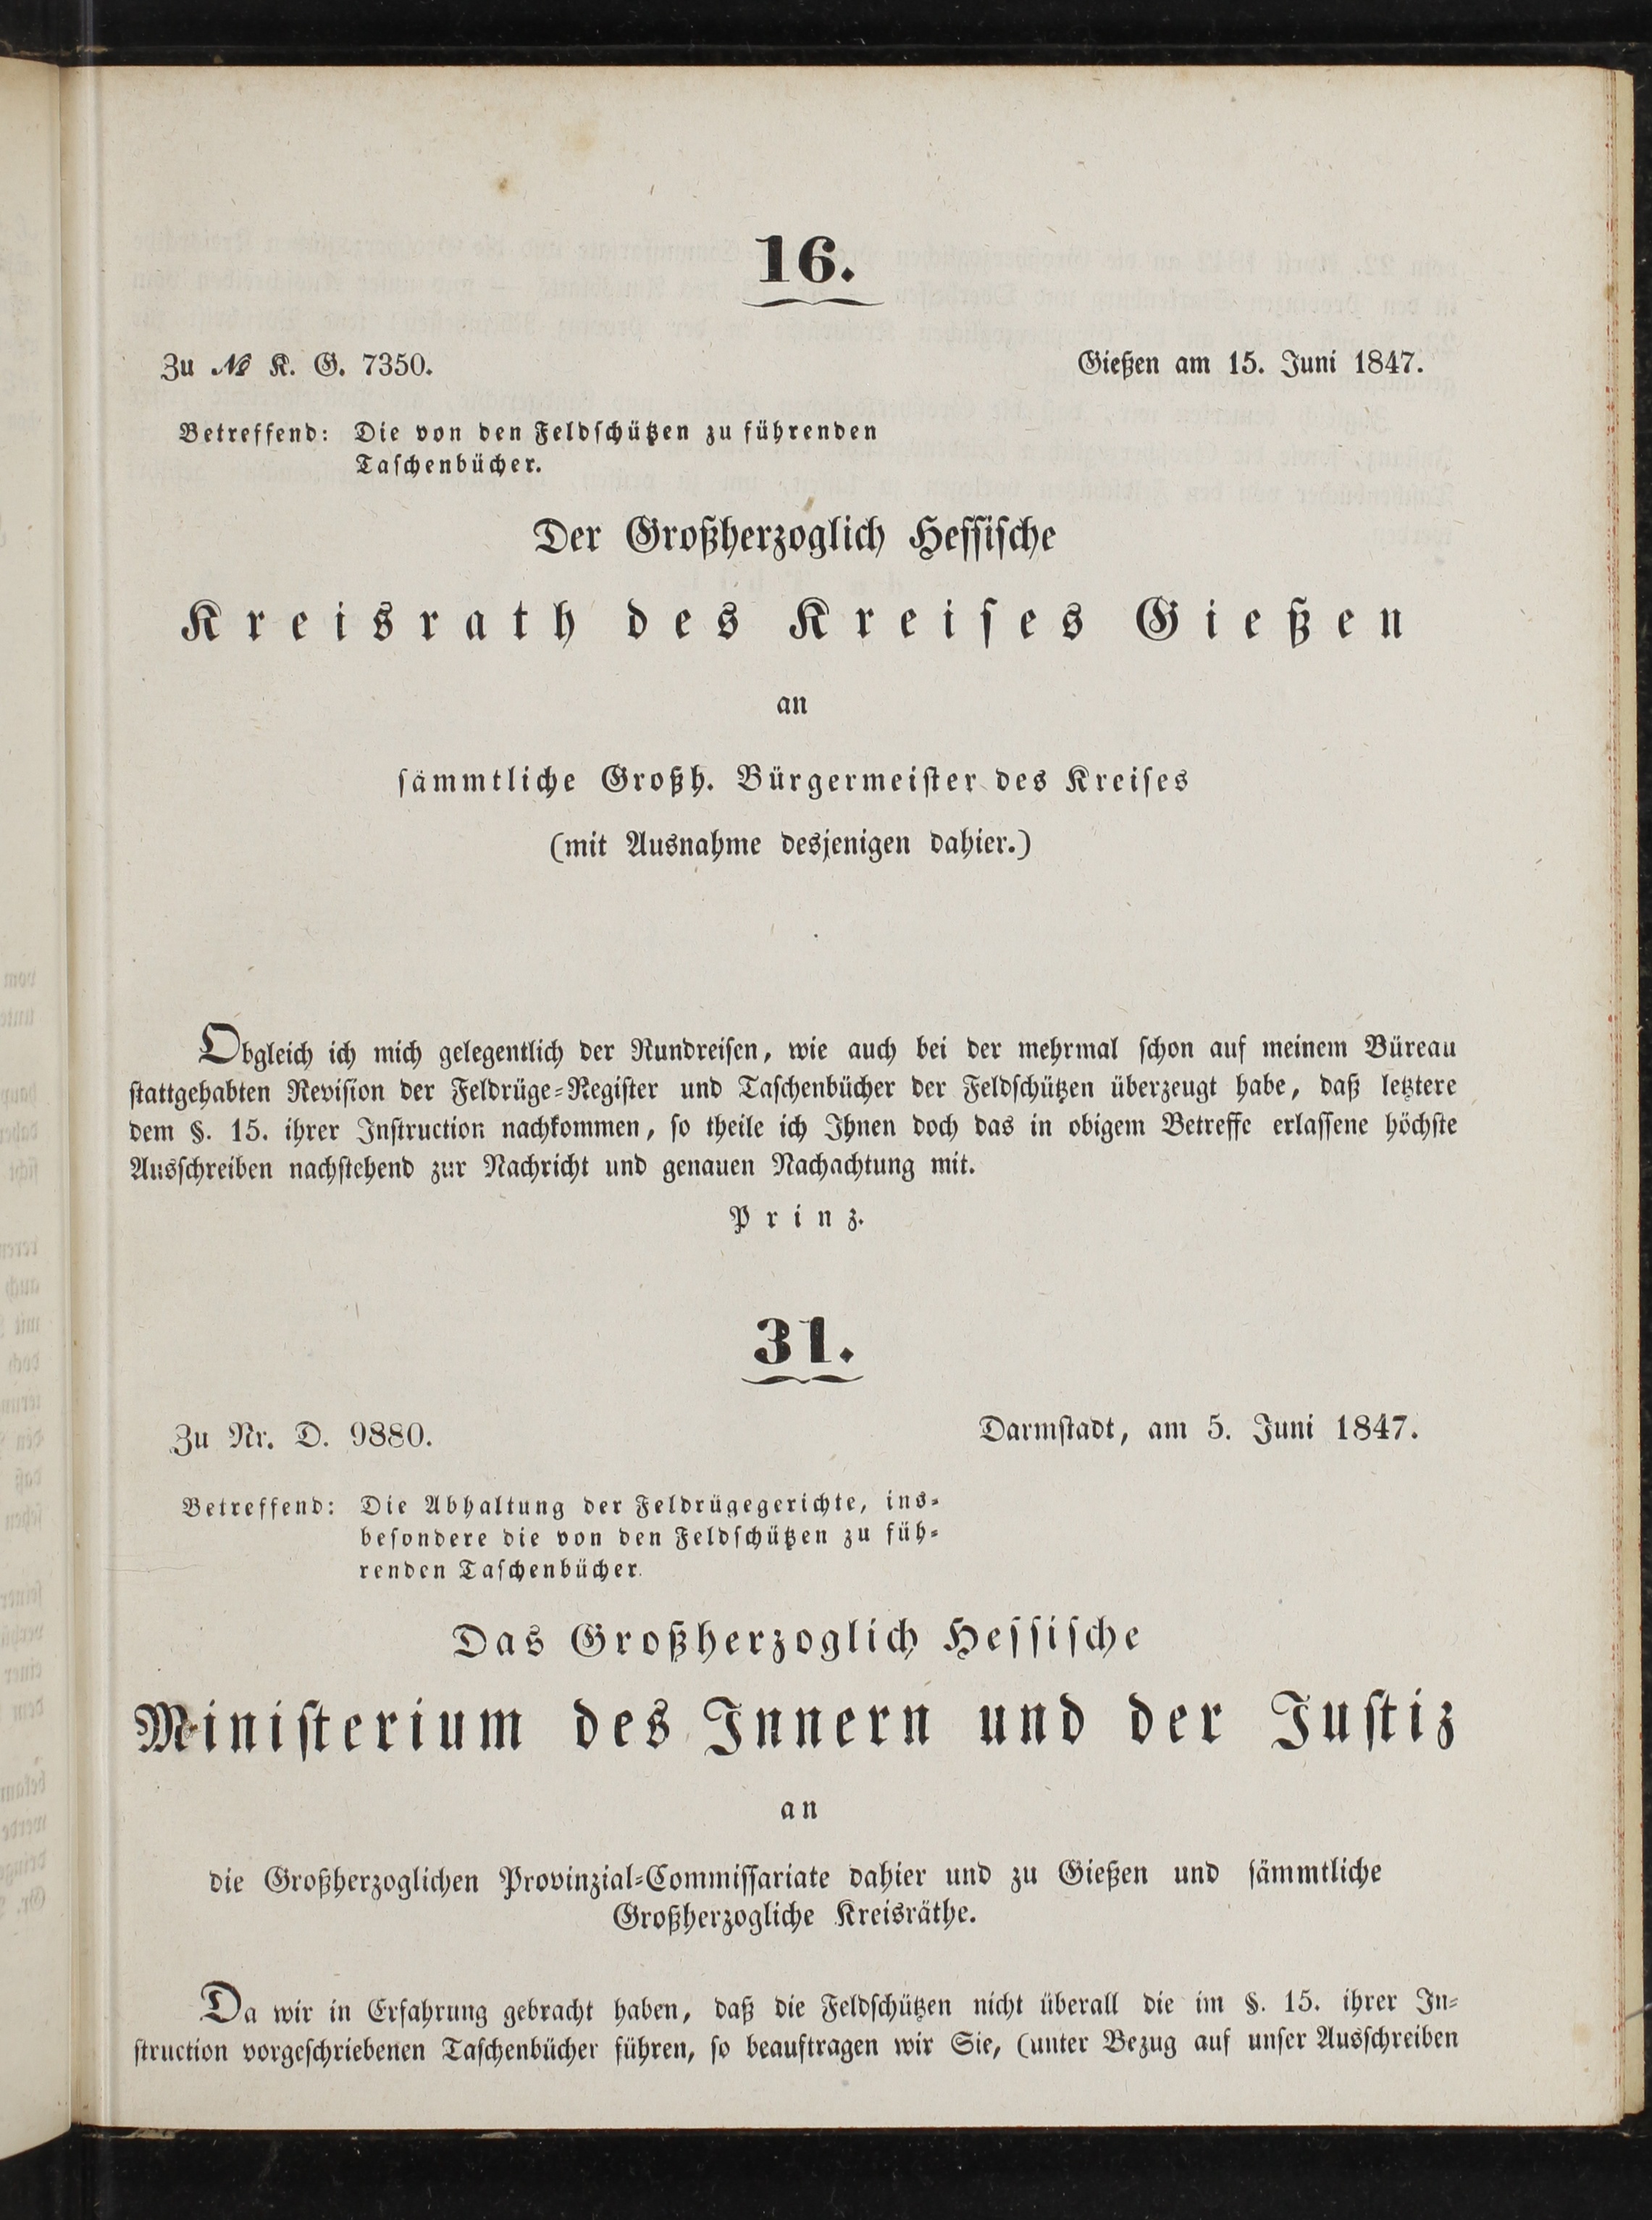 16.
Zu № K. G. 7350.
Gießen am 15. Juni 1847.
Betreffend: Die von den Feldschützen zu führenden
Taschenbücher.
Der Großherzoglich Hessische
Kreisrath des Kreises Gießen
an
sämmtliche Großh. Bürgermeister des Kreises
(mit Ausnahme desjenigen dahier.)
Obgleich ich mich gelegentlich der Rundreisen, wie auch bei der mehrmal schon auf meinem Büreau
stattgehabten Revision der Feldrüge-Register und Taschenbücher der Feldschützen überzeugt habe, daß letztere
dem §. 15. ihrer Instruction nachkommen, so theile ich Ihnen doch das in obigem Betreffe erlassene höchste
Ausschreiben nachstehend zur Nachricht und genauen Nachachtung mit.
Prinz.
31.
Zu Nr. D. 9880.
Darmstadt, am 5. Juni 1847.
Betreffend: Die Abhaltung der Feldrügegerichte, ins-
besondere die von den Feldschützen zu füh-
renden Taschenbücher.
Das Großherzoglich Hessische
Ministerium des Innern und der Justiz
an
die Großherzoglichen Provinzial-Commissariate dahier und zu Gießen und sämmtliche
Großherzogliche Kreisräthe.
Da wir in Erfahrung gebracht haben, daß die Feldschützen nicht überall die im §. 15. ihrer In-
struction vorgeschriebenen Taschenbücher führen, so beauftragen wir Sie, (unter Bezug auf unser Ausschreiben